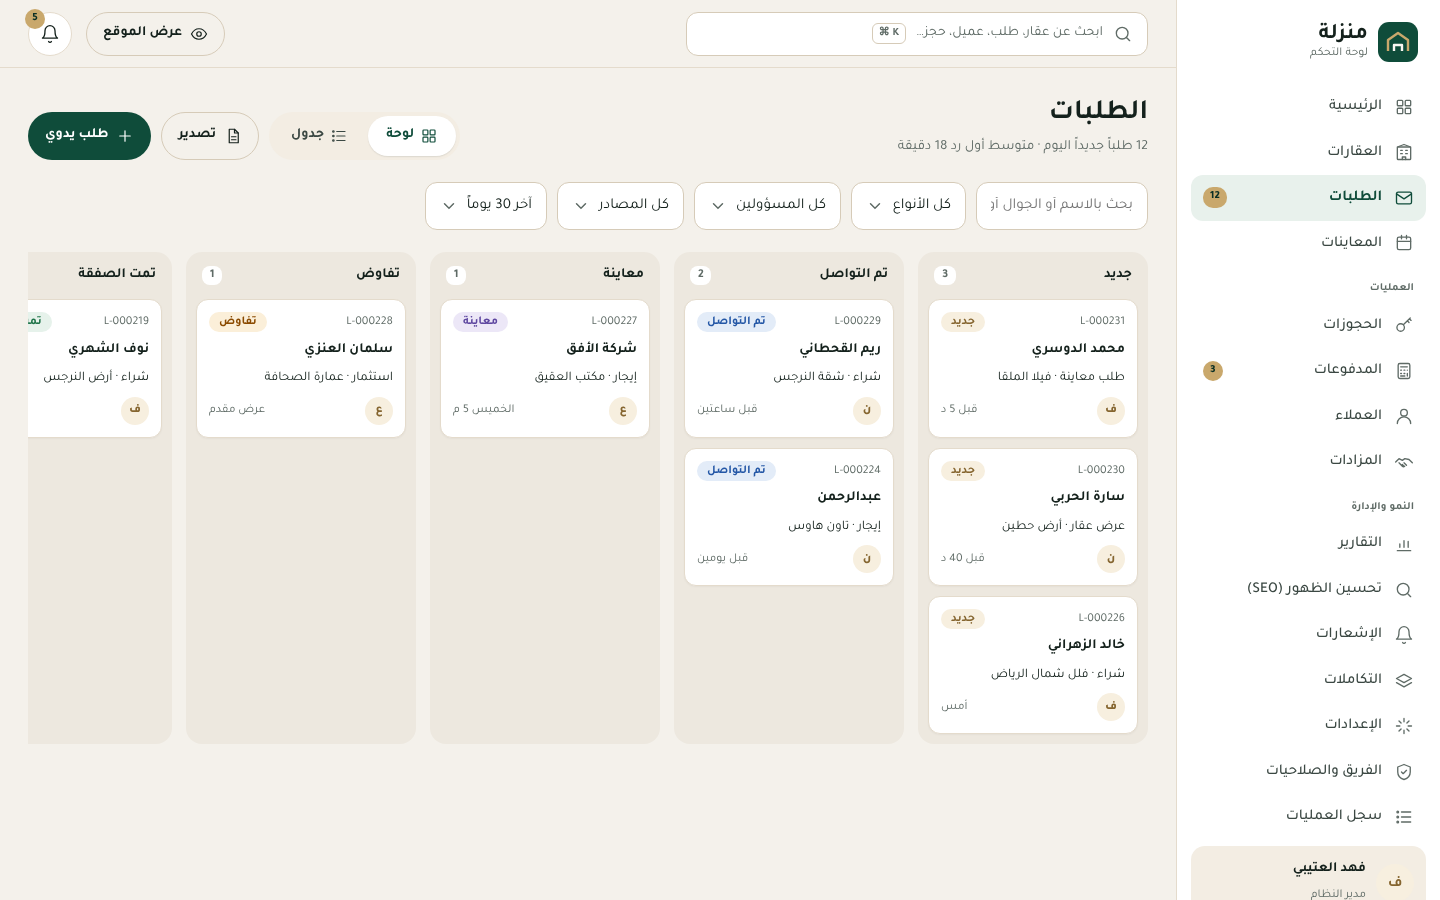 منزلة
لوحة التحكم
الرئيسية
العقارات
الطلبات
12
المعاينات
العمليات
الحجوزات
المدفوعات
3
العملاء
المزادات
النمو والإدارة
التقارير
تحسين الظهور (SEO)
الإشعارات
التكاملات
الإعدادات
الفريق والصلاحيات
سجل العمليات
ف
فهد العتيبي
مدير النظام
ابحث عن عقار، طلب، عميل، حجز…
⌘ K
عرض الموقع
5
الطلبات
12 طلباً جديداً اليوم · متوسط أول رد 18 دقيقة
لوحة
جدول
تصدير
طلب يدوي
بحث بالاسم أو الجوال أو
كل الأنواع
كل المصادر
كل المسؤولين
آخر 30 يوماً
جديد
3
L-000231
جديد
محمد الدوسري
طلب معاينة · فيلا الملقا
ف
قبل 5 د
L-000230
جديد
سارة الحربي
عرض عقار · أرض حطين
ن
قبل 40 د
L-000226
جديد
خالد الزهراني
شراء · فلل شمال الرياض
ف
أمس
تم التواصل
2
L-000229
تم التواصل
ريم القحطاني
شراء · شقة النرجس
ن
قبل ساعتين
L-000224
تم التواصل
عبدالرحمن
إيجار · تاون هاوس
ن
قبل يومين
معاينة
1
L-000227
معاينة
شركة الأفق
إيجار · مكتب العقيق
ع
الخميس 5 م
تفاوض
1
L-000228
تفاوض
سلمان العنزي
استثمار · عمارة الصحافة
ع
عرض مقدم
تمت الصفقة
L-000219
نوف الشهري
شراء · أرض النرجس
ف